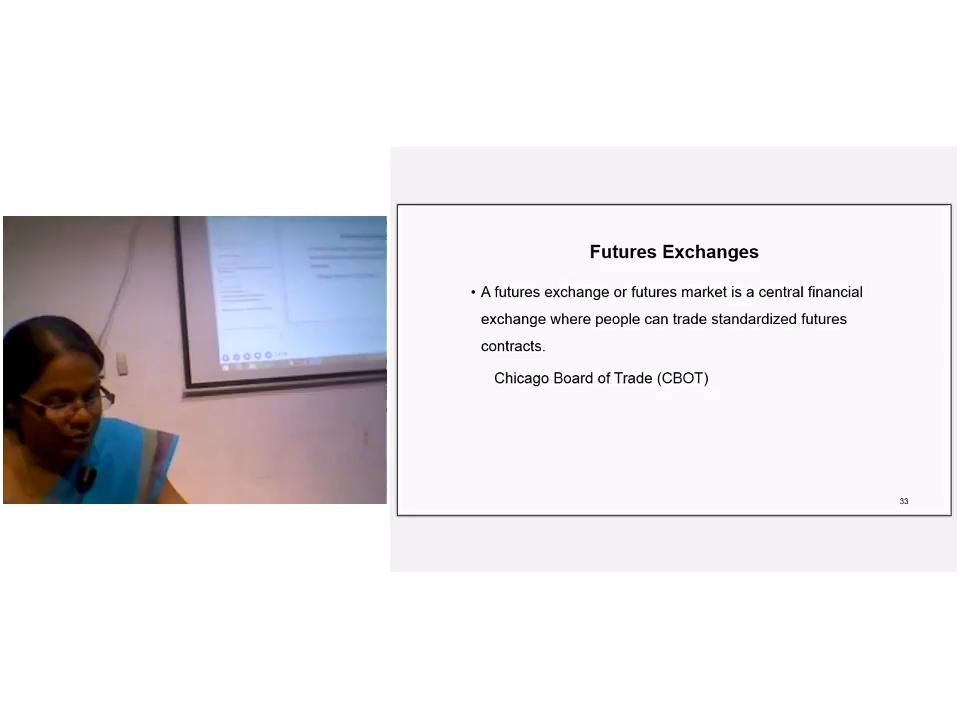 Futures Exchanges
• A futures exchange or futures market is a central financial
exchange where people can trade standardized futures
contracts.
Chicago Board of Trade (CBOT)
33